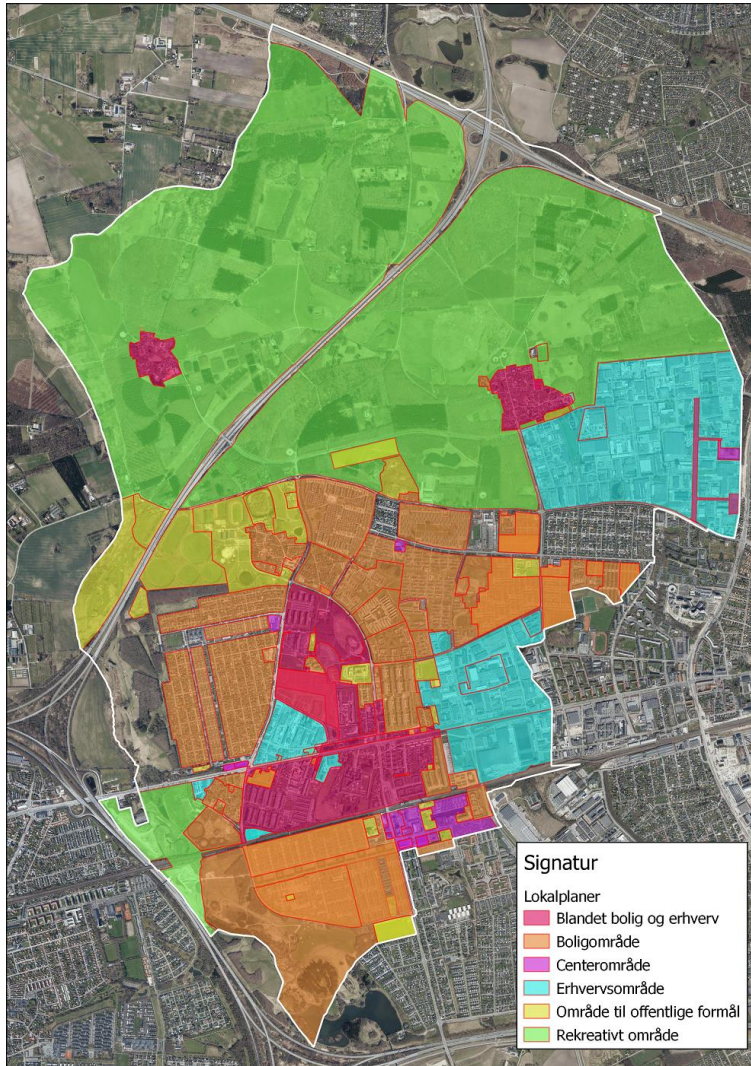 Signatur
Lokalplaner
Blandet bolig og erhverv
Boligområde
Centerområde
Erhvervsområde
Område til offentlige formål
Rekreativt område